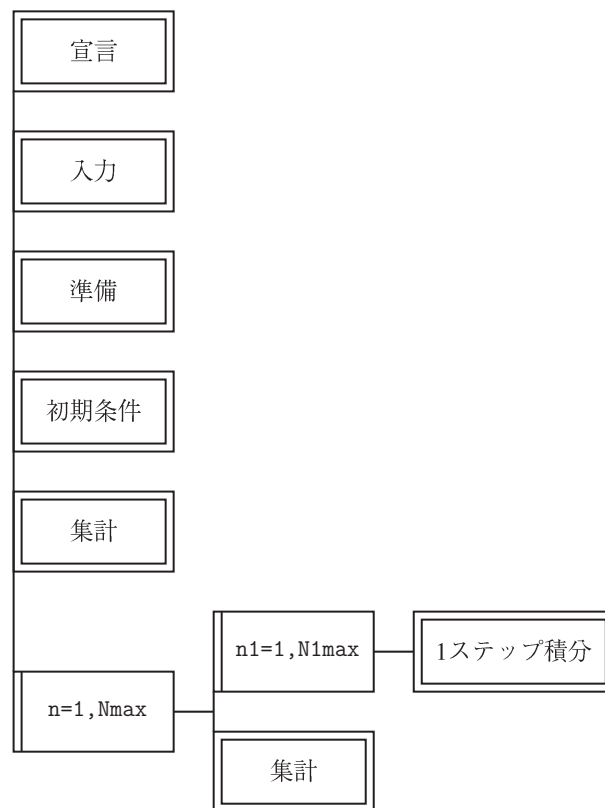 宣言
入力
準備
初期条件
集計
n1=1,N1max
1ステップ積分
n=1,Nmax
集計